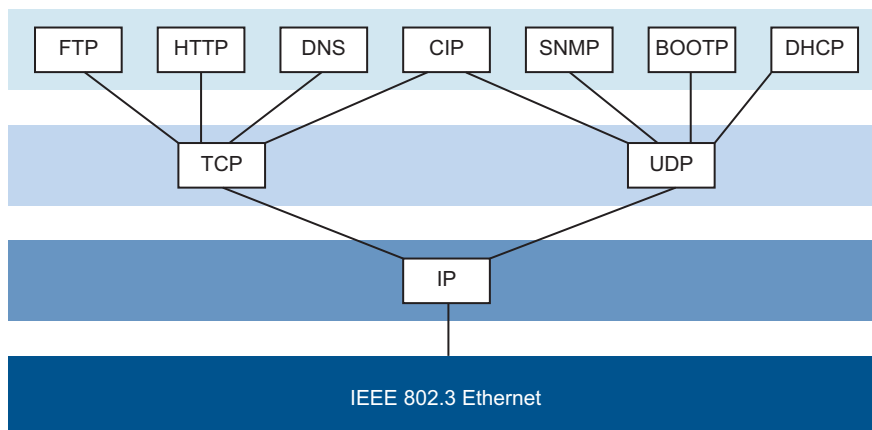 FTP
HTTP
DNS
CIP
SNMP
BOOTP
DHCP
TCP
UDP
IP
IEEE 802.3 Ethernet